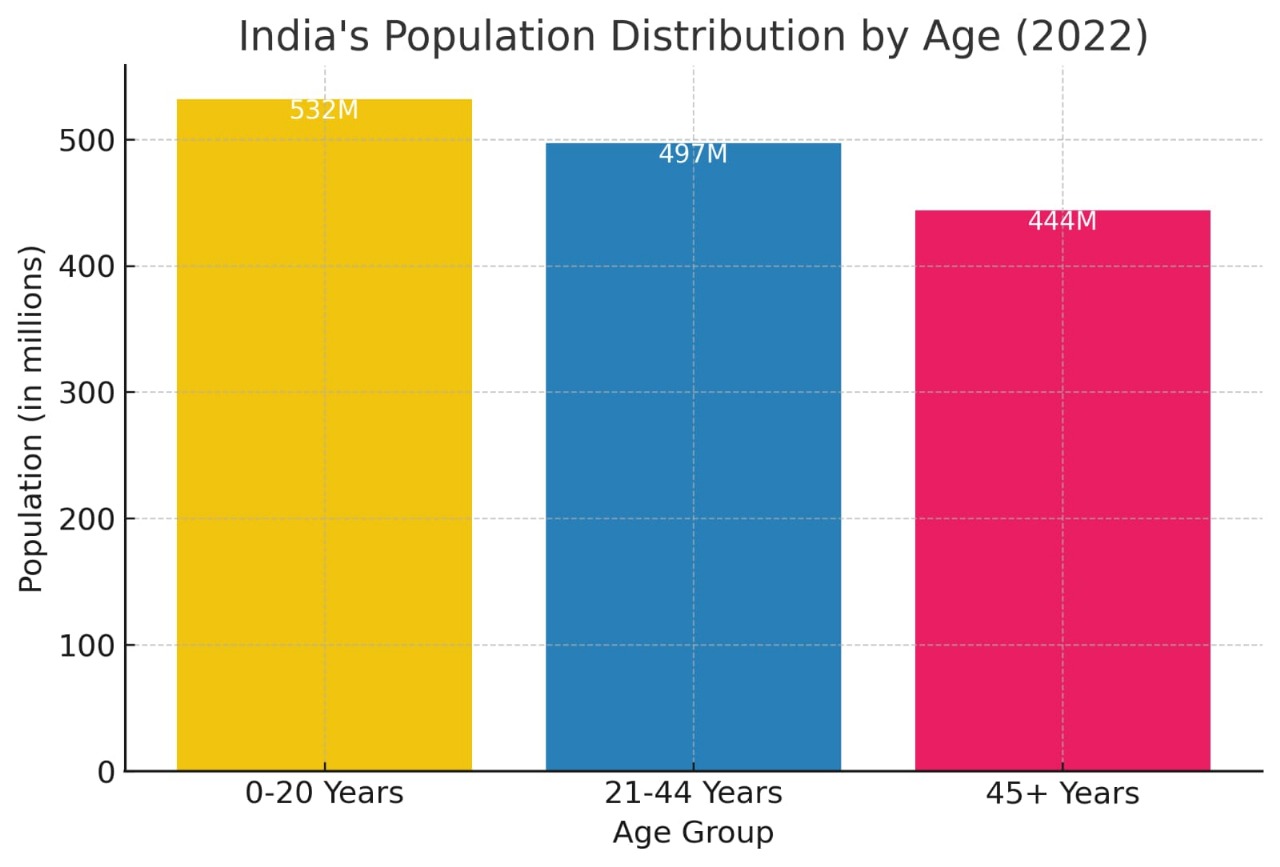 India's Population Distribution by Age (2022)
532M
497M
444M
500
400
300
200
100
0
Population (in millions)
0-20 Years
21-44 Years
45+ Years
Age Group